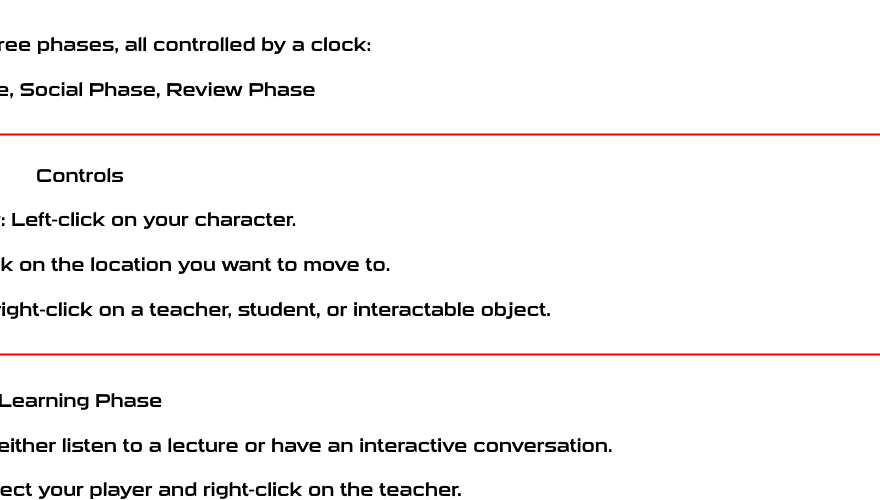 ree phases, all controlled by a clock:
e, Social Phase, Review Phase
Controls
: Left-click on your character.
k on the location you want to move to.
right-click on a teacher, student, or interactable object.
Learning Phase
either listen to a lecture or have an interactive conversation.
ect your player and right-click on the teacher.